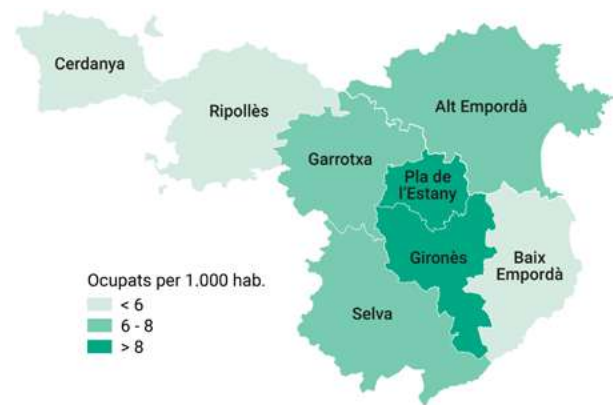 Cerdanya
Ripollès
Alt Empordà
Garrotxa
Pla de
l'Estany
Gironès
Baix
Empordà
Selva
Ocupats per 1.000 hab.
< 6
6 - 8
> 8